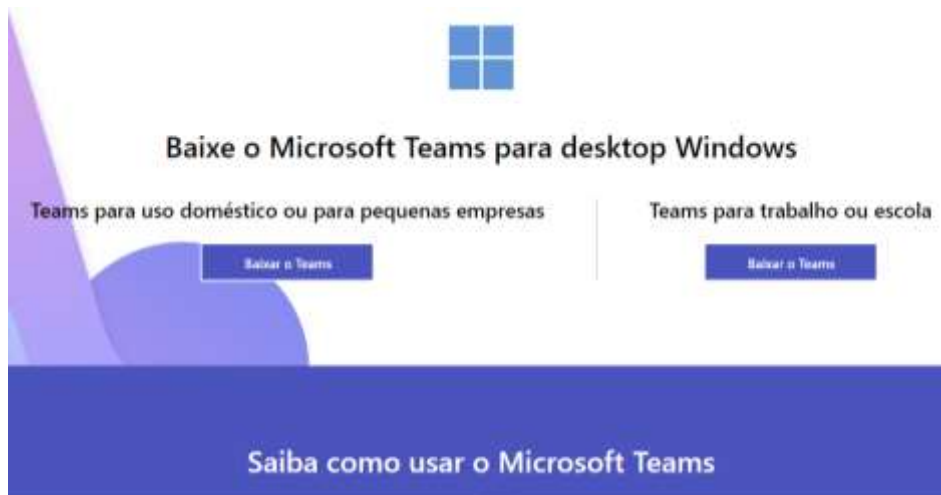 Baixe o Microsoft Teams para desktop Windows
Teams para uso doméstico ou para pequenas empresas
Baixar o Teams
Teams para trabalho ou escola
Baixar o Teams
Saiba como usar o Microsoft Teams